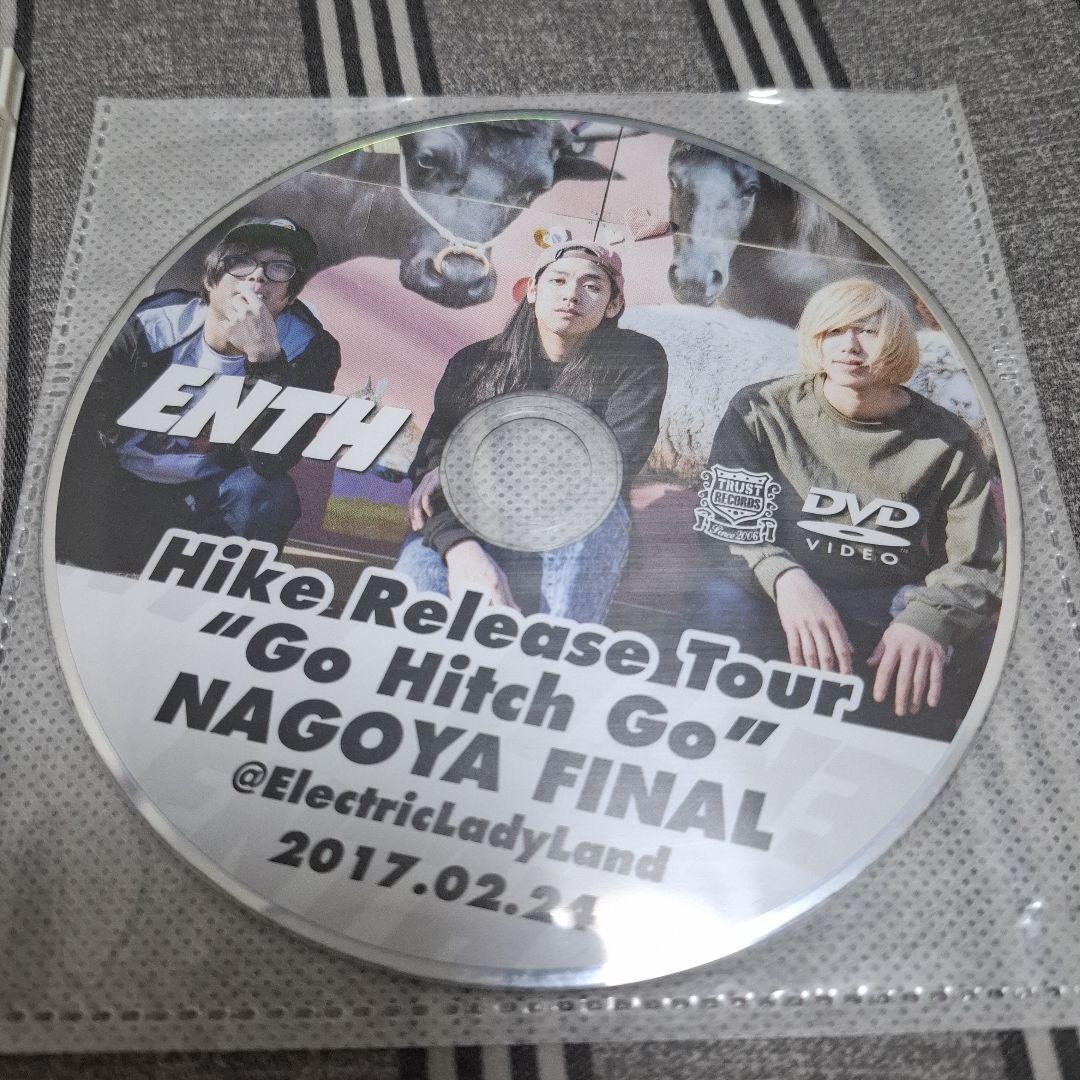 ENTH
TRUST
RECORDS
Since 2006
DVD
VIDEO
Hike Release Tour
"Go Hitch Go"
NAGOYA FINAL
@ElectricLadyLand
2017.02.24